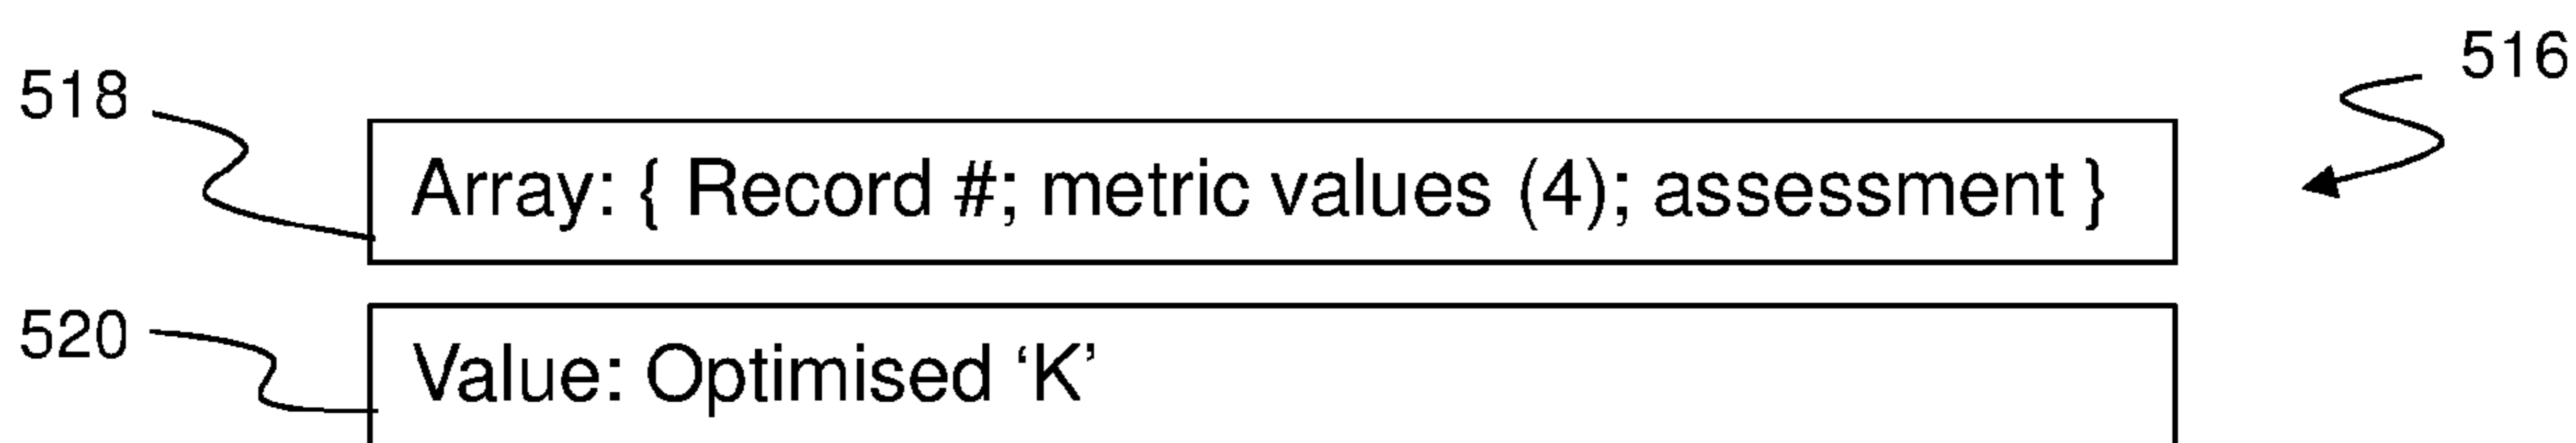 516
518
Array: { Record #; metric values (4); assessment }
520
Value: Optimised ‘K’